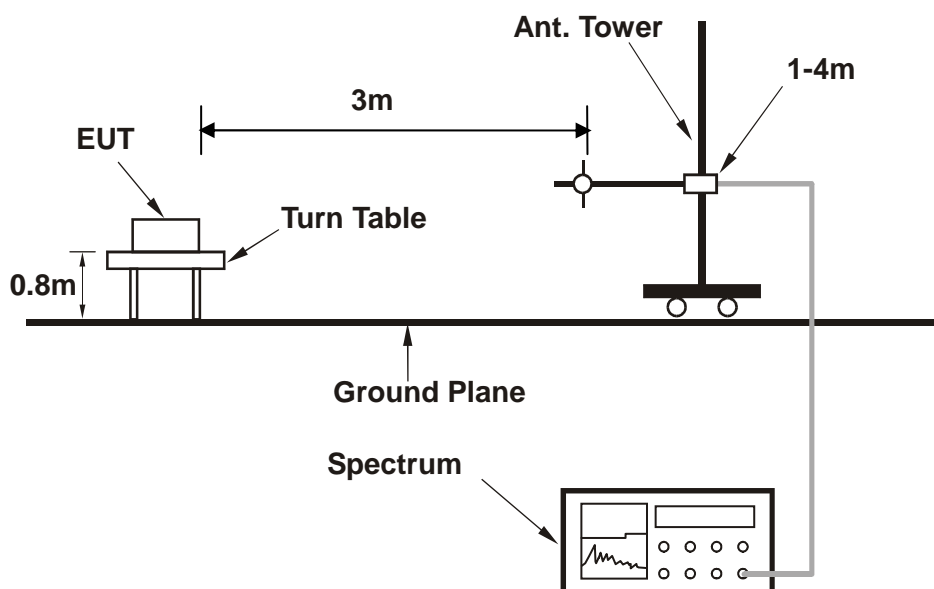 Ant. Tower
1-4m
3m
EUT
Turn Table
0.8m
Ground Plane
Spectrum